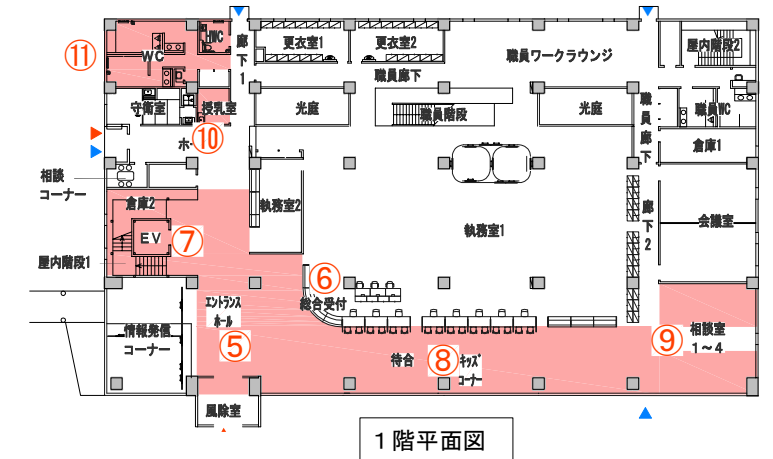 ⑪
WC
HWC
廊
下
1
更衣室1
更衣室2
職員ワークラウンジ
屋内階段2
職員廊下
守衛室
授乳室
光庭
職員階段
光庭
職
員
廊
下
職員WC
⑩
ホー
倉庫1
相談
コーナー
倉庫2
執務室2
執務室1
廊
下
2
会議室
EV
⑦
屋内階段1
⑥
総合受付
エントランス
ホール
情報発信
コーナー
⑤
待合
⑧
キッズ
コーナー
⑨
相談室
1~4
風除室
1階平面図